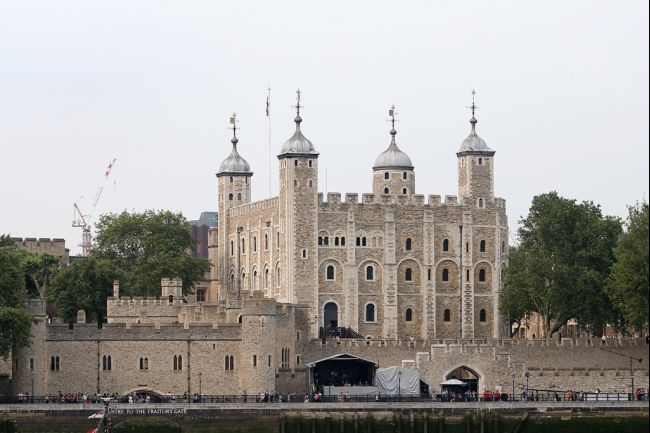 ENTRY TO THE TRAITORS GATE